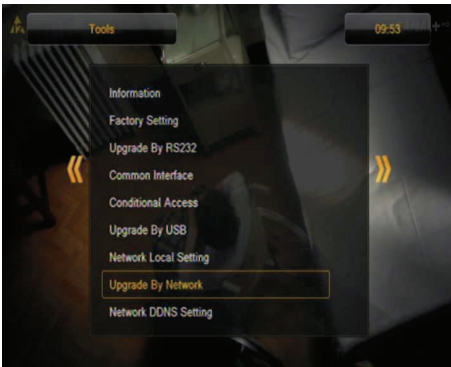 Tools
09:53
Information
Factory Setting
Upgrade By RS232
Common Interface
Conditional Access
Upgrade By USB
Network Local Setting
Upgrade By Network
Network DDNS Setting